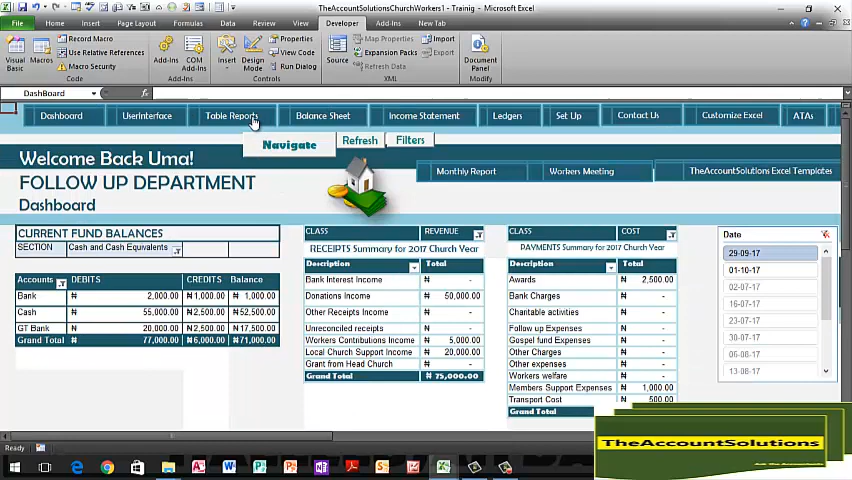 TheAccountSolutionsChurchWorkers1 - Trainig - Microsoft Excel
File Home Insert Page Layout Formulas Data Review View Developer Add-Ins New Tab
Visual Basic Macros Record Macro Use Relative References Macro Security Code
Add-Ins COM Add-Ins Add-Ins
Insert Design Mode Properties View Code Run Dialog Controls
Source Map Properties Expansion Packs Refresh Data Import Export XML
Document Panel Modify
DashBoard fx
Dashboard UserInterface Table Reports Balance Sheet Income Statement Ledgers Set Up Contact Us Customize Excel ATAs
Navigate Refresh Filters
Welcome Back Uma!
FOLLOW UP DEPARTMENT
Dashboard
Monthly Report Workers Meeting TheAccountSolutions Excel Templates
CURRENT FUND BALANCES
SECTION Cash and Cash Equivalents
Accounts DEBITS CREDITS Balance
Bank ₦ 2,000.00 ₦1,000.00 ₦ 1,000.00
Cash ₦ 55,000.00 ₦2,500.00 ₦52,500.00
GT Bank ₦ 20,000.00 ₦2,500.00 ₦17,500.00
Grand Total ₦ 77,000.00 ₦6,000.00 ₦71,000.00
CLASS REVENUE
RECEIPTS Summary for 2017 Church Year
Description Total
Bank Interest Income ₦ -
Donations Income ₦ 50,000.00
Other Receipts Income ₦ -
Unreconciled receipts ₦ -
Workers Contributions Income ₦ 5,000.00
Local Church Support Income ₦ 20,000.00
Grant from Head Church ₦ -
Grand Total ₦ 75,000.00
CLASS COST
PAYMENTS Summary for 2017 Church Year
Description Total
Awards ₦ 2,500.00
Bank Charges ₦ -
Charitable activities ₦ -
Follow up Expenses ₦ -
Gospel fund Expenses ₦ -
Other Charges ₦ -
Other expenses ₦ -
Workers welfare ₦ -
Members Support Expenses ₦ 1,000.00
Transport Cost ₦ 500.00
Grand Total
Date
29-09-17
01-10-17
02-07-17
16-07-17
23-07-17
30-07-17
06-08-17
13-08-17
Ready
TheAccountSolutions